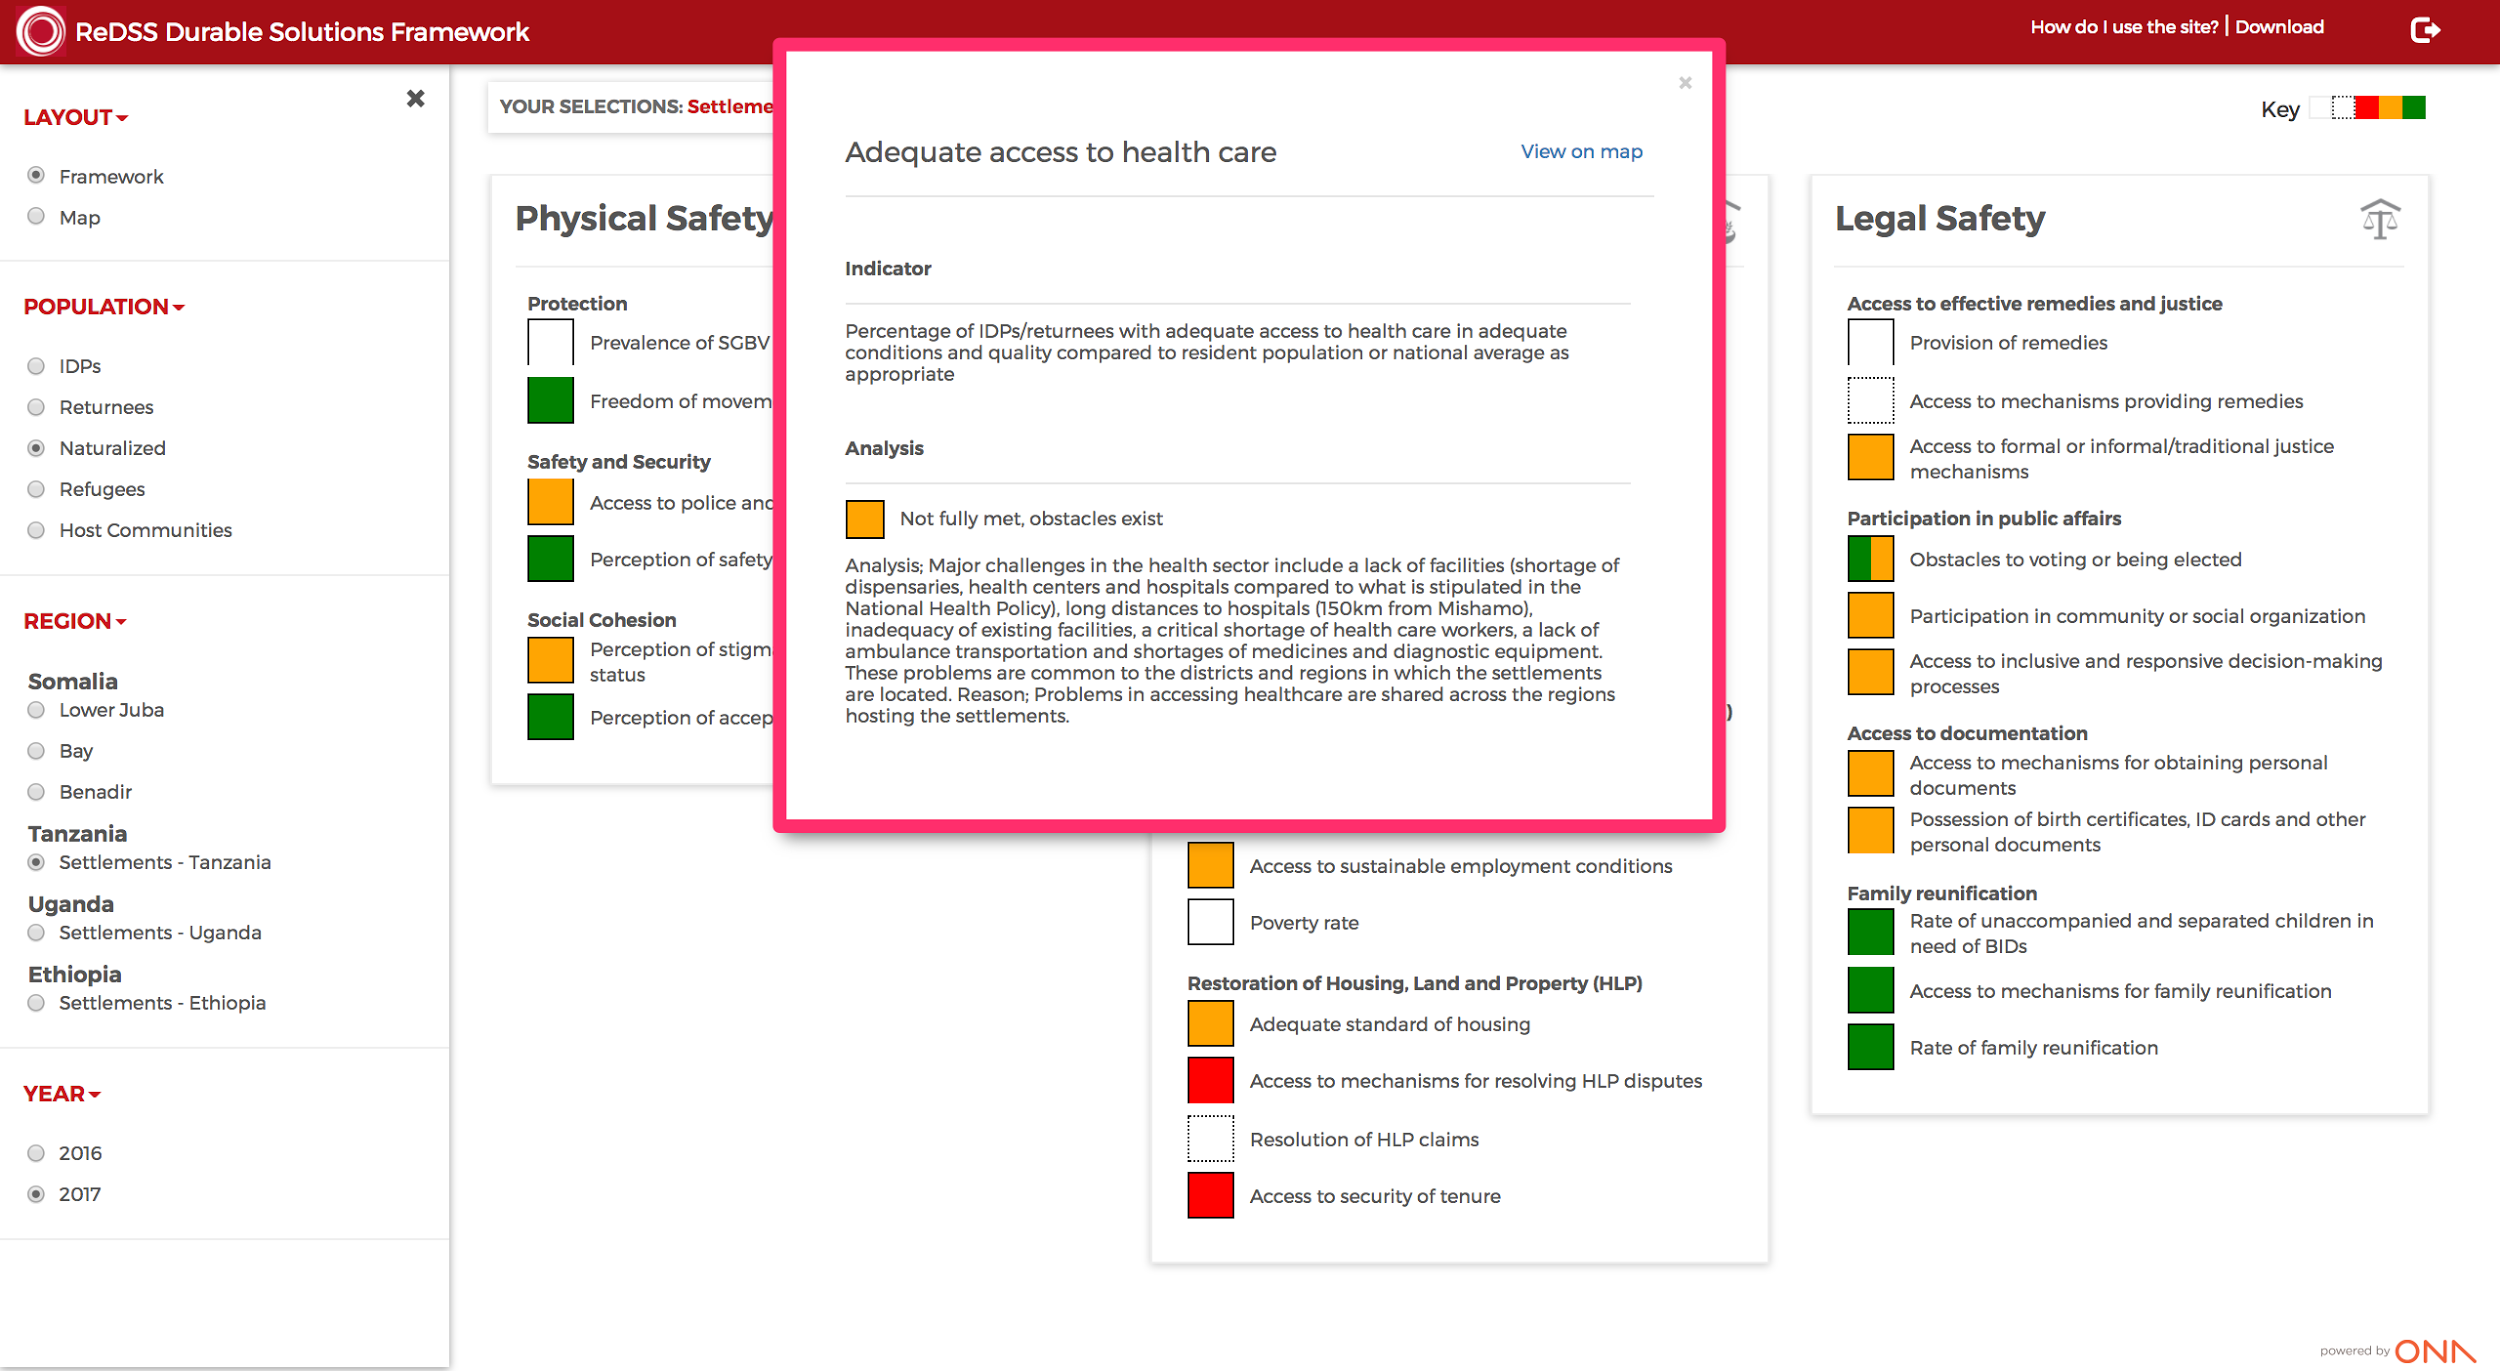 ReDSS Durable Solutions Framework
How do I use the site? | Download
LAYOUT
Framework
Map
POPULATION
IDPs
Returnees
Naturalized
Refugees
Host Communities
REGION
Somalia
Lower Juba
Bay
Benadir
Tanzania
Settlements - Tanzania
Uganda
Settlements - Uganda
Ethiopia
Settlements - Ethiopia
YEAR
2016
2017
YOUR SELECTIONS:
Key
Physical Safety
Protection
Prevalence of SGBV
Freedom of
Safety and Security
Access to police
Perception of safety
Social Cohesion
Perception of
status
Perception of
Adequate access to health care
View on map
Indicator
Percentage of IDPs/returnees with adequate access to health care in adequate
conditions and quality compared to resident population or national average as
appropriate
Analysis
Not fully met, obstacles exist
Analysis; Major challenges in the health sector include a lack of facilities (shortage of
dispensaries, health centers and hospitals compared to what is stipulated in the
National Health Policy), long distances to hospitals (150km from Mishamo),
inadequacy of existing facilities, a critical shortage of health care workers, a lack of
ambulance transportation and shortages of medicines and diagnostic equipment.
These problems are common to the districts and regions in which the settlements
are located. Reason; Problems in accessing healthcare are shared across the regions
hosting the settlements.
Access to sustainable employment conditions
Poverty rate
Restoration of Housing, Land and Property (HLP)
Adequate standard of housing
Access to mechanisms for resolving HLP disputes
Resolution of HLP claims
Access to security of tenure
Legal Safety
Access to effective remedies and justice
Provision of remedies
Access to mechanisms providing remedies
Access to formal or informal/traditional justice
mechanisms
Participation in public affairs
Obstacles to voting or being elected
Participation in community or social organization
Access to inclusive and responsive decision-making
processes
Access to documentation
Access to mechanisms for obtaining personal
documents
Possession of birth certificates, ID cards and other
personal documents
Family reunification
Rate of unaccompanied and separated children in
need of BIDs
Access to mechanisms for family reunification
Rate of family reunification
powered by ONA